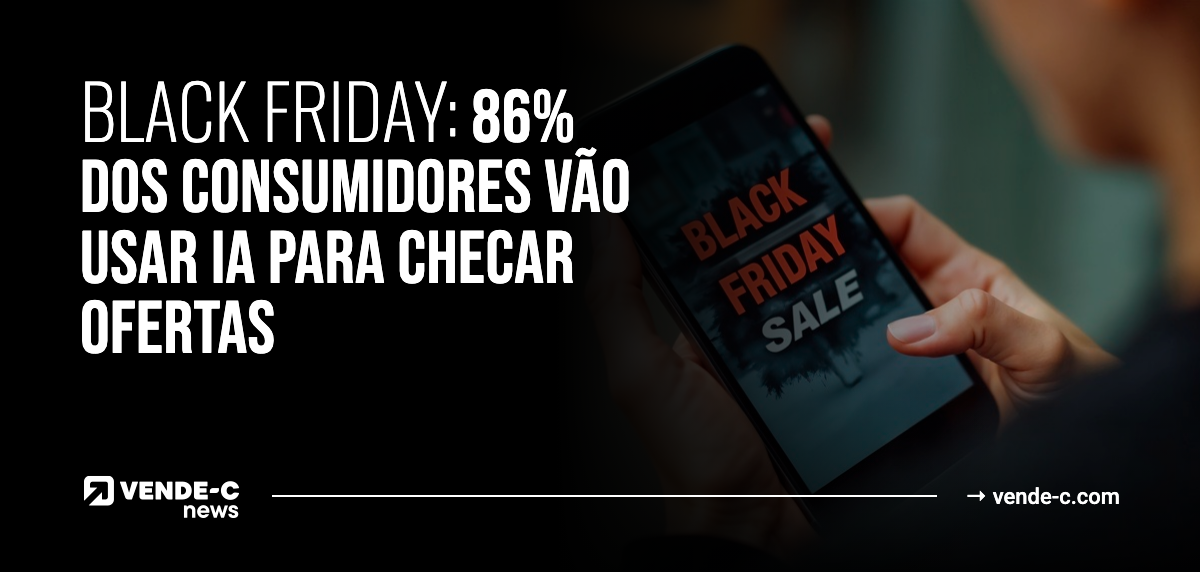 BLACK FRIDAY: 86%
DOS CONSUMIDORES VÃO
USAR IA PARA CHECAR
OFERTAS
BLACK
FRIDAY
SALE
VENDE-C
news
→ vende-c.com